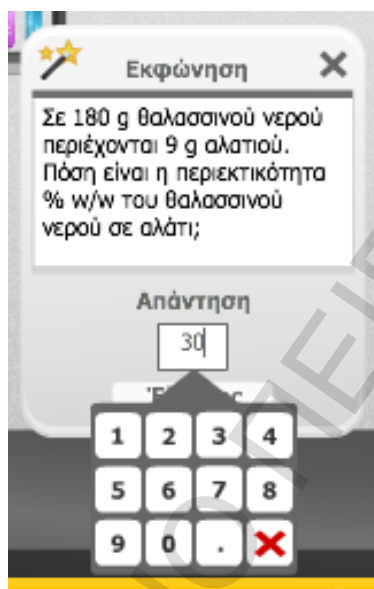 Εκφώνηση
Σε 180 g θαλασσινού νερού
περιέχονται 9 g αλατιού.
Πόση είναι η περιεκτικότητα
% w/w του θαλασσινού
νερού σε αλάτι;
Απάντηση
30
1 2 3 4
5 6 7 8
9 0 .